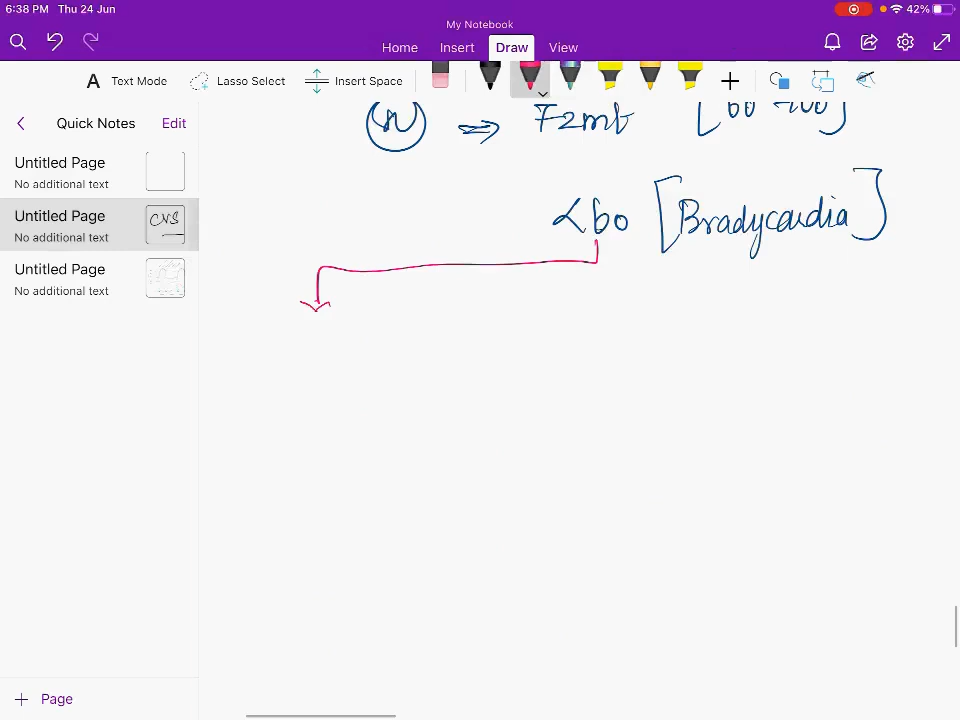 6:38 PM Thu 24 Jun
42%
My Notebook
Home Insert Draw View
Text Mode Lasso Select Insert Space
Quick Notes Edit
Untitled Page
No additional text
Untitled Page
No additional text
CNS
Untitled Page
No additional text
N ⇒ 72mt [60-100]
<60 [Bradycardia]
+ Page